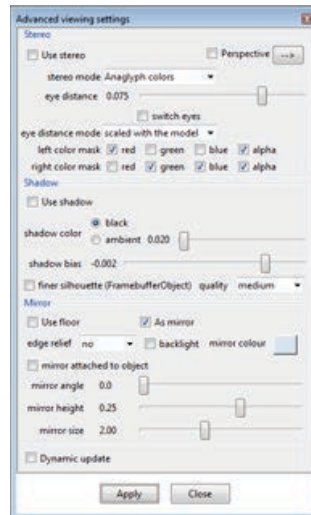 Advanced viewing settings
Stereo
Use stereo Perspective -->
stereo mode Anaglyph colors
eye distance 0.075
switch eyes
eye distance mode scaled with the model
left color mask red green blue alpha
right color mask red green blue alpha
Shadow
Use shadow
shadow color black
ambient 0.020
shadow bias -0.002
finer silhouette (FramebufferObject) quality medium
Mirror
Use floor As mirror
edge relief no backlight mirror colour
mirror attached to object
mirror angle 0.0
mirror height 0.25
mirror size 2.00
Dynamic update
Apply Close